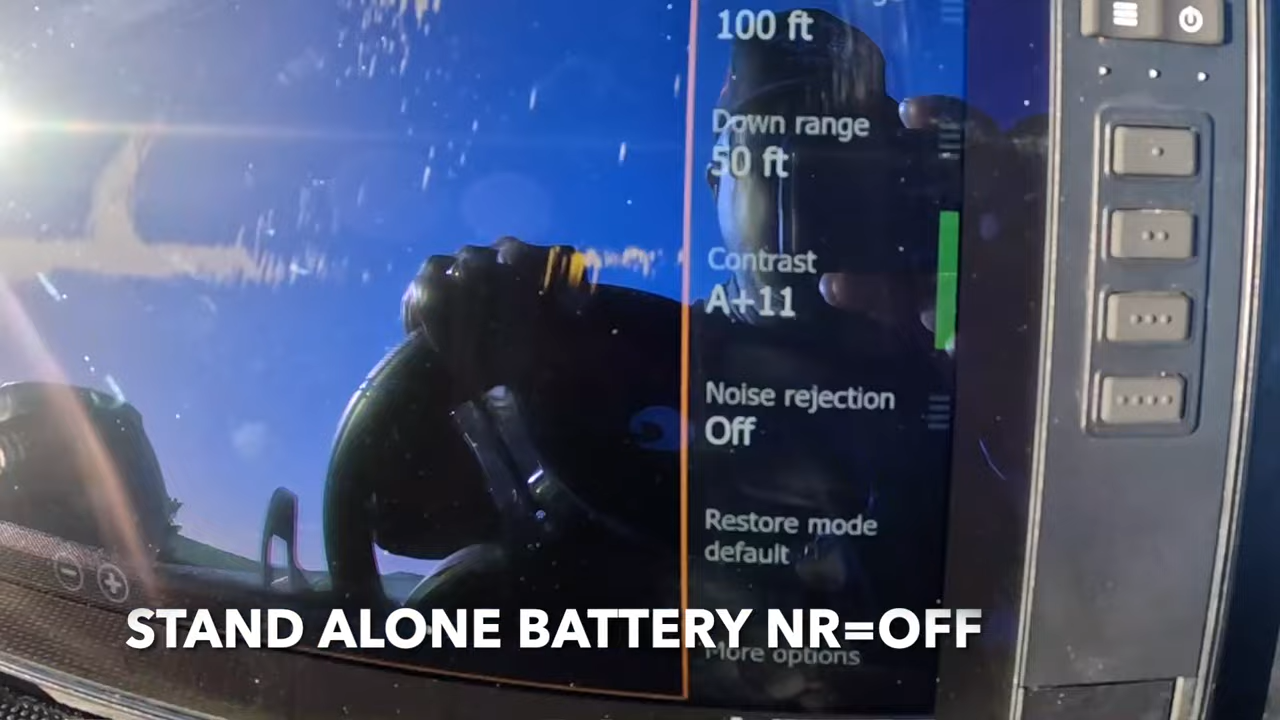 100 ft
Down range
50 ft
Contrast
A+11
Noise rejection
Off
Restore mode
default
More options
STAND ALONE BATTERY NR=OFF